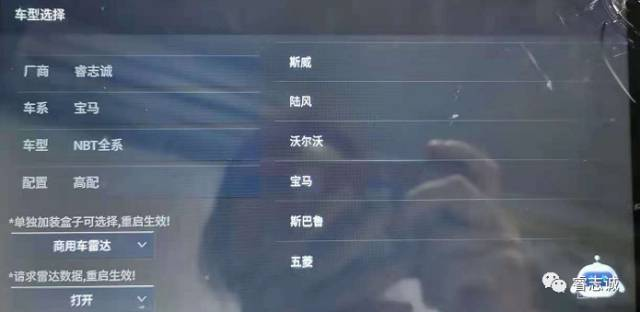 车型选择
厂商 睿志诚
车系 宝马
车型 NBT全系
配置 高配
*单独加装盒子可选择,重启生效!
商用车雷达
*请求雷达数据,重启生效!
打开
斯威
陆风
沃尔沃
宝马
斯巴鲁
五菱
睿志诚